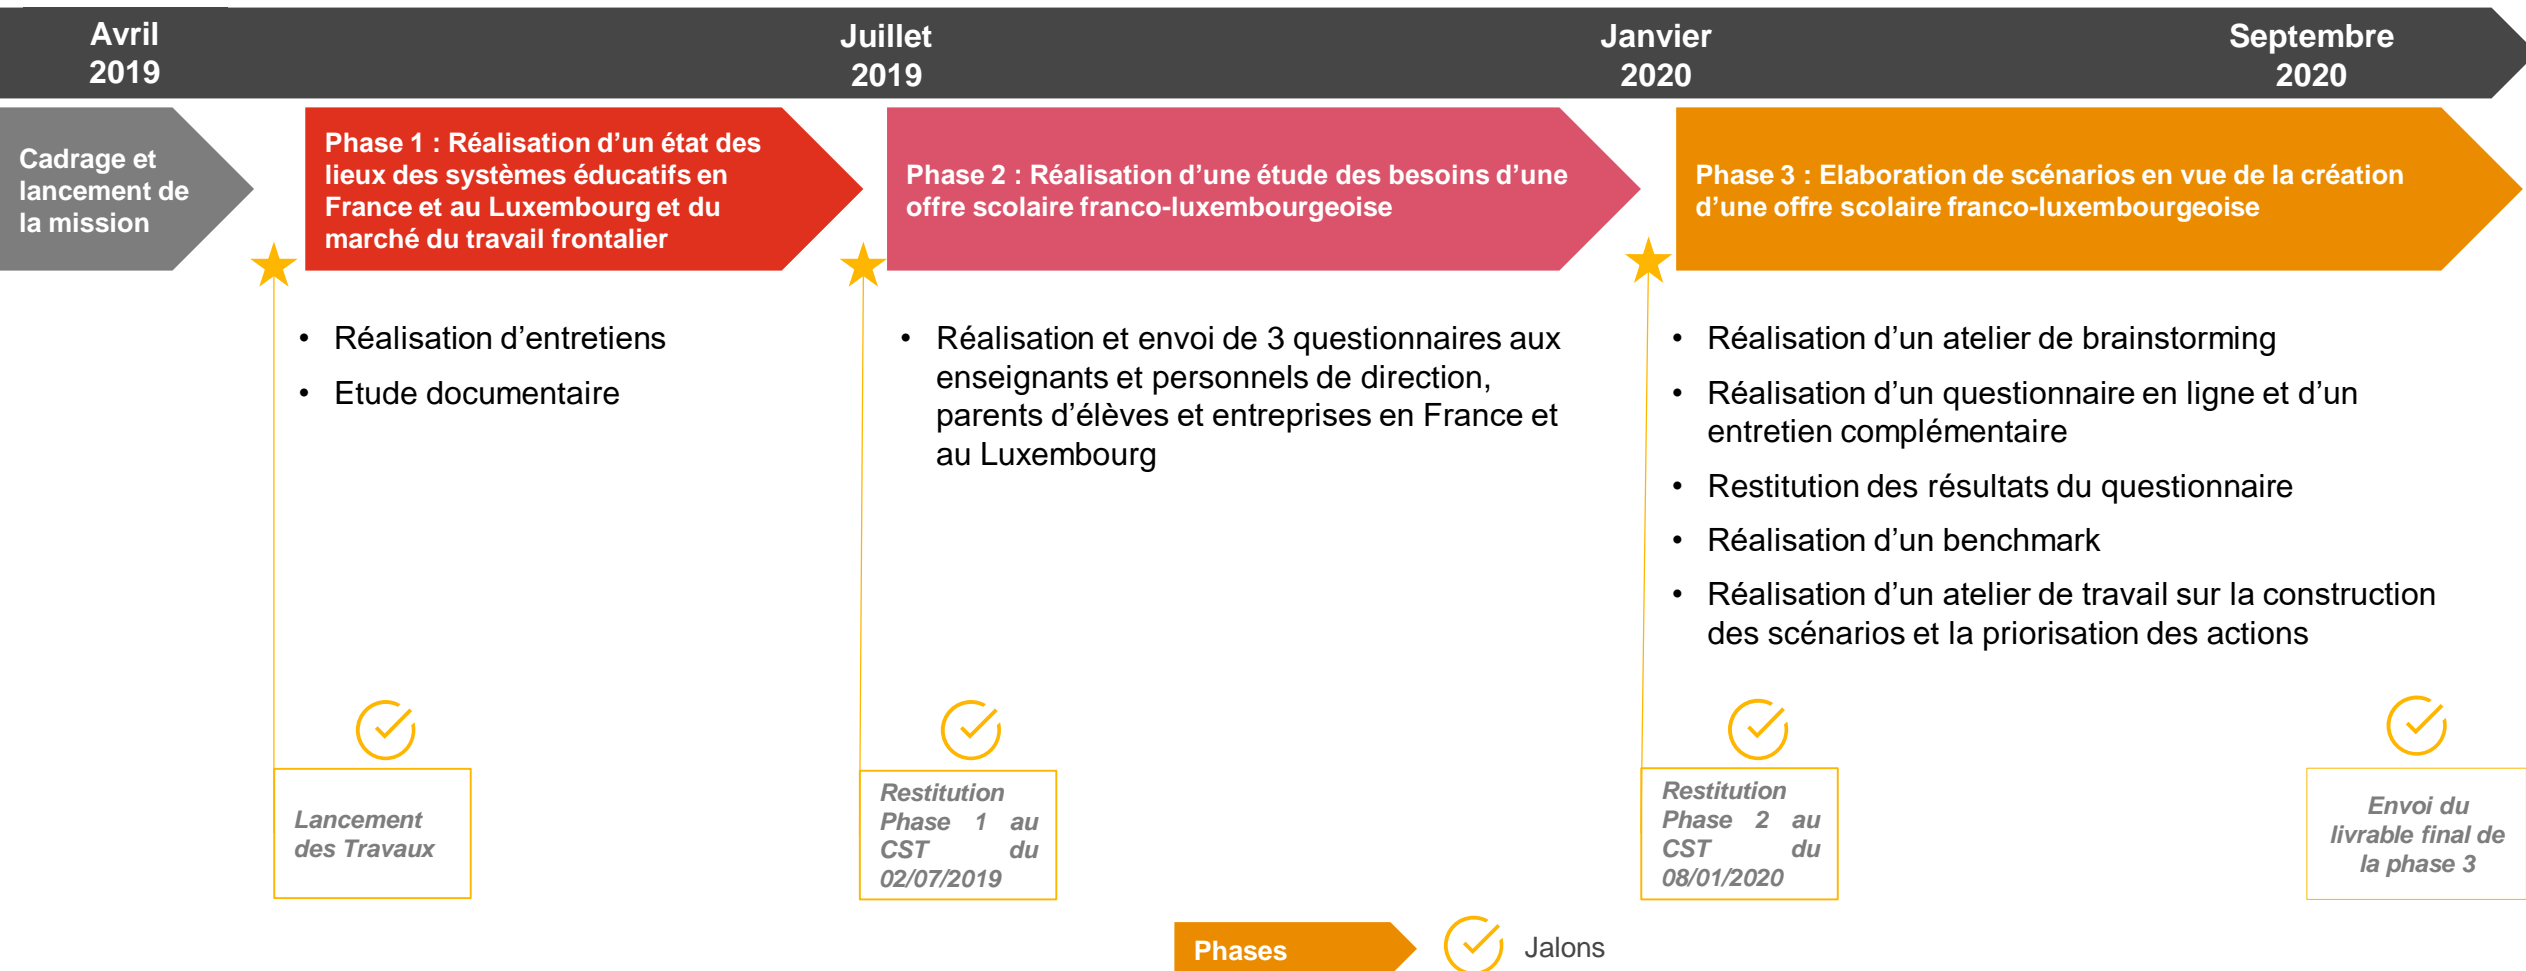 Avril
2019
Juillet
2019
Janvier
2020
Septembre
2020
Cadrage et
lancement de
la mission
Phase 1 : Réalisation d’un état des
lieux des systèmes éducatifs en
France et au Luxembourg et du
marché du travail frontalier
Phase 2 : Réalisation d’une étude des besoins d’une
offre scolaire franco-luxembourgeoise
Phase 3 : Elaboration de scénarios en vue de la création
d’une offre scolaire franco-luxembourgeoise
• Réalisation d’entretiens
• Etude documentaire
• Réalisation et envoi de 3 questionnaires aux
enseignants et personnels de direction,
parents d’élèves et entreprises en France et
au Luxembourg
• Réalisation d’un atelier de brainstorming
• Réalisation d’un questionnaire en ligne et d’un
entretien complémentaire
• Restitution des résultats du questionnaire
• Réalisation d’un benchmark
• Réalisation d’un atelier de travail sur la construction
des scénarios et la priorisation des actions
Lancement
des Travaux
Restitution
Phase 1 au
CST du
02/07/2019
Restitution
Phase 2 au
CST du
08/01/2020
Envoi du
livrable final de
la phase 3
Phases
Jalons